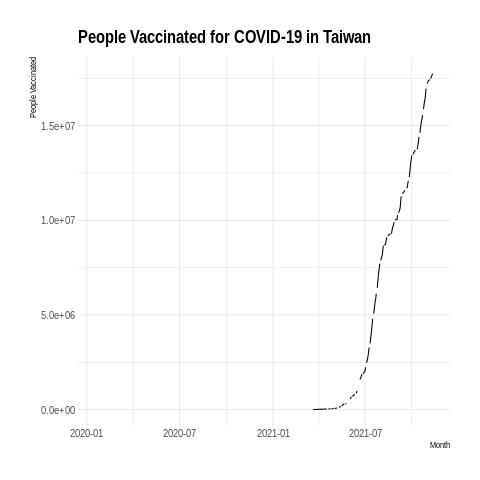 People Vaccinated for COVID-19 in Taiwan
People Vaccinated
1.5e+07
1.0e+07
5.0e+06
0.0e+00
2020-01 2020-07 2021-01 2021-07
Month